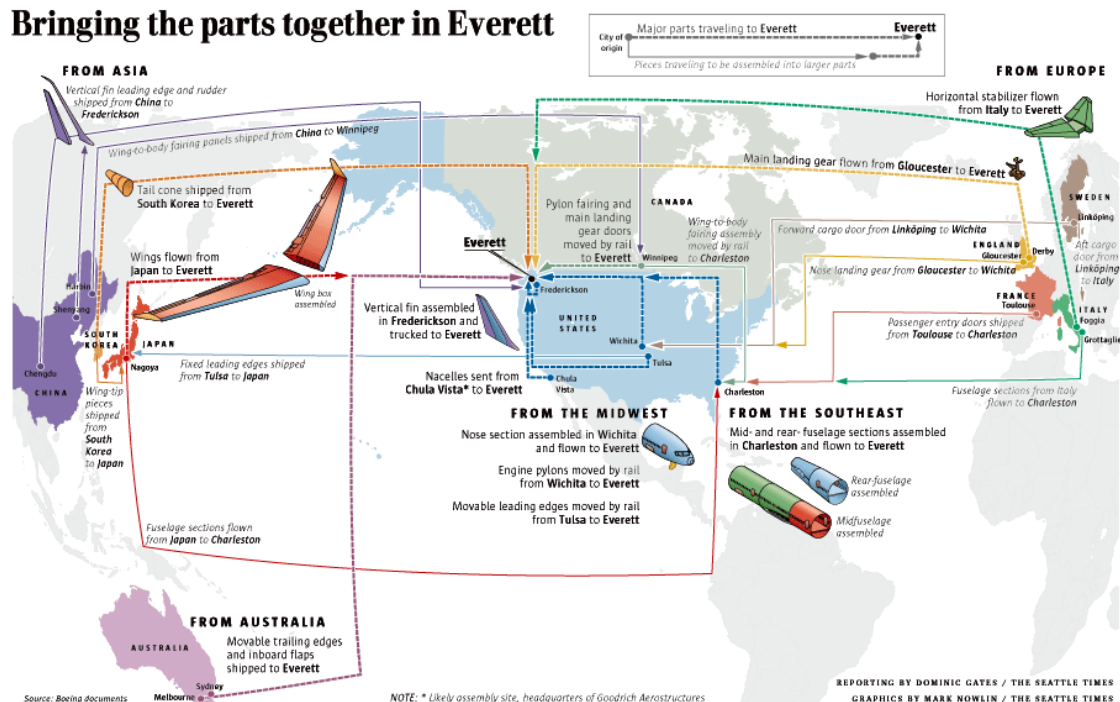 Bringing the parts together in Everett
City of
origin
Major parts traveling to Everett
Everett
Pieces traveling to be assembled into larger parts
FROM ASIA
Vertical fin leading edge and rudder
shipped from China to
Frederickson
Wing-to-body fairing panels shipped from China to Winnipeg
Tail cone shipped from
South Korea to Everett
Wings flown from
Japan to Everett
Wing box
assembled
Harbin
Shenyang
SOUTH
KOREA
JAPAN
Nagoya
Chengdu
CHINA
Wing-tip
pieces
shipped
from
South
Korea
to Japan
Fixed leading edges shipped
from Tulsa to Japan
Fuselage sections flown
from Japan to Charleston
FROM EUROPE
Horizontal stabilizer flown
from Italy to Everett
Main landing gear flown from Gloucester to Everett
SWEDEN
Linköping
Forward cargo door from Linköping to Wichita
ENGLAND
Gloucester
Derby
Nose landing gear from Gloucester to Wichita
Aft cargo
door from
Linköping
to Italy
FRANCE
Toulouse
Passenger entry doors shipped
from Toulouse to Charleston
ITALY
Foggia
Grottaglie
Fuselage sections from Italy
flown to Charleston
CANADA
Pylon fairing and
main landing
gear doors
moved by rail
to Everett
Wing-to-body
fairing assembly
moved by rail
to Charleston
Winnipeg
Everett
Frederickson
Vertical fin assembled
in Frederickson and
trucked to Everett
UNITED
STATES
Wichita
Tulsa
Nacelles sent from
Chula Vista* to Everett
Chula
Vista
Charleston
FROM THE MIDWEST
Nose section assembled in Wichita
and flown to Everett
Engine pylons moved by rail
from Wichita to Everett
Movable leading edges moved by rail
from Tulsa to Everett
FROM THE SOUTHEAST
Mid- and rear- fuselage sections assembled
in Charleston and flown to Everett
Rear-fuselage
assembled
Midfuselage
assembled
FROM AUSTRALIA
Movable trailing edges
and inboard flaps
shipped to Everett
AUSTRALIA
Sydney
Melbourne
Source: Boeing documents
NOTE: * Likely assembly site, headquarters of Goodrich Aerostructures
REPORTING BY DOMINIC GATES / THE SEATTLE TIMES
GRAPHICS BY MARK NOWLIN / THE SEATTLE TIMES